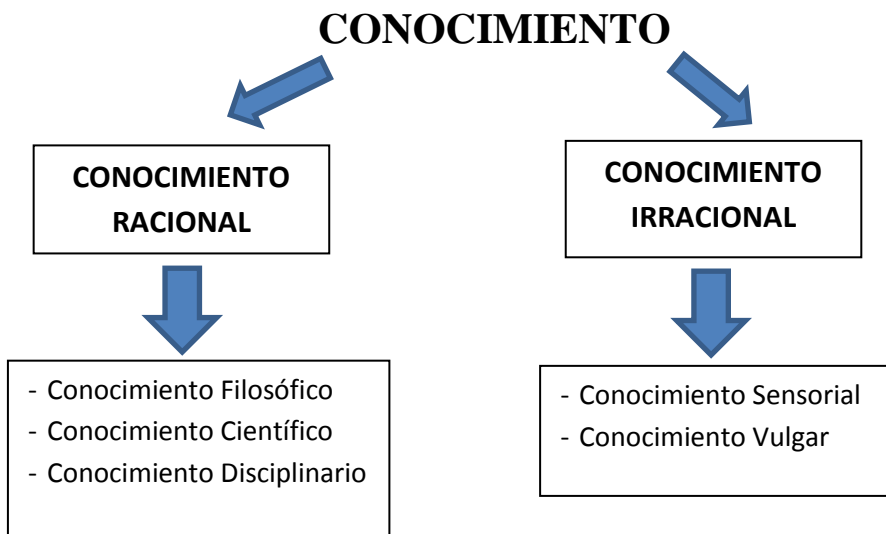 CONOCIMIENTO
CONOCIMIENTO
RACIONAL
CONOCIMIENTO
IRRACIONAL
- Conocimiento Filosófico
- Conocimiento Científico
- Conocimiento Disciplinario
- Conocimiento Sensorial
- Conocimiento Vulgar